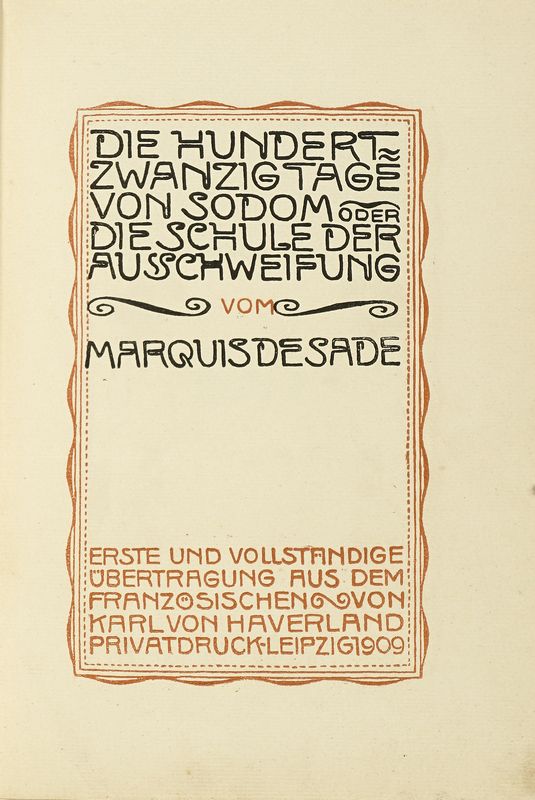 DIE HUNDERT=
ZWANZIG TAGE
VON SODOM ODER
DIE SCHULE DER
AUSSCHWEIFUNG
VOM
MARQUIS DE SADE
ERSTE UND VOLLSTÄNDIGE
ÜBERTRAGUNG AUS DEM
FRANZÖSISCHEN VON
KARL VON HAVERLAND
PRIVATDRUCK·LEIPZIG 1909